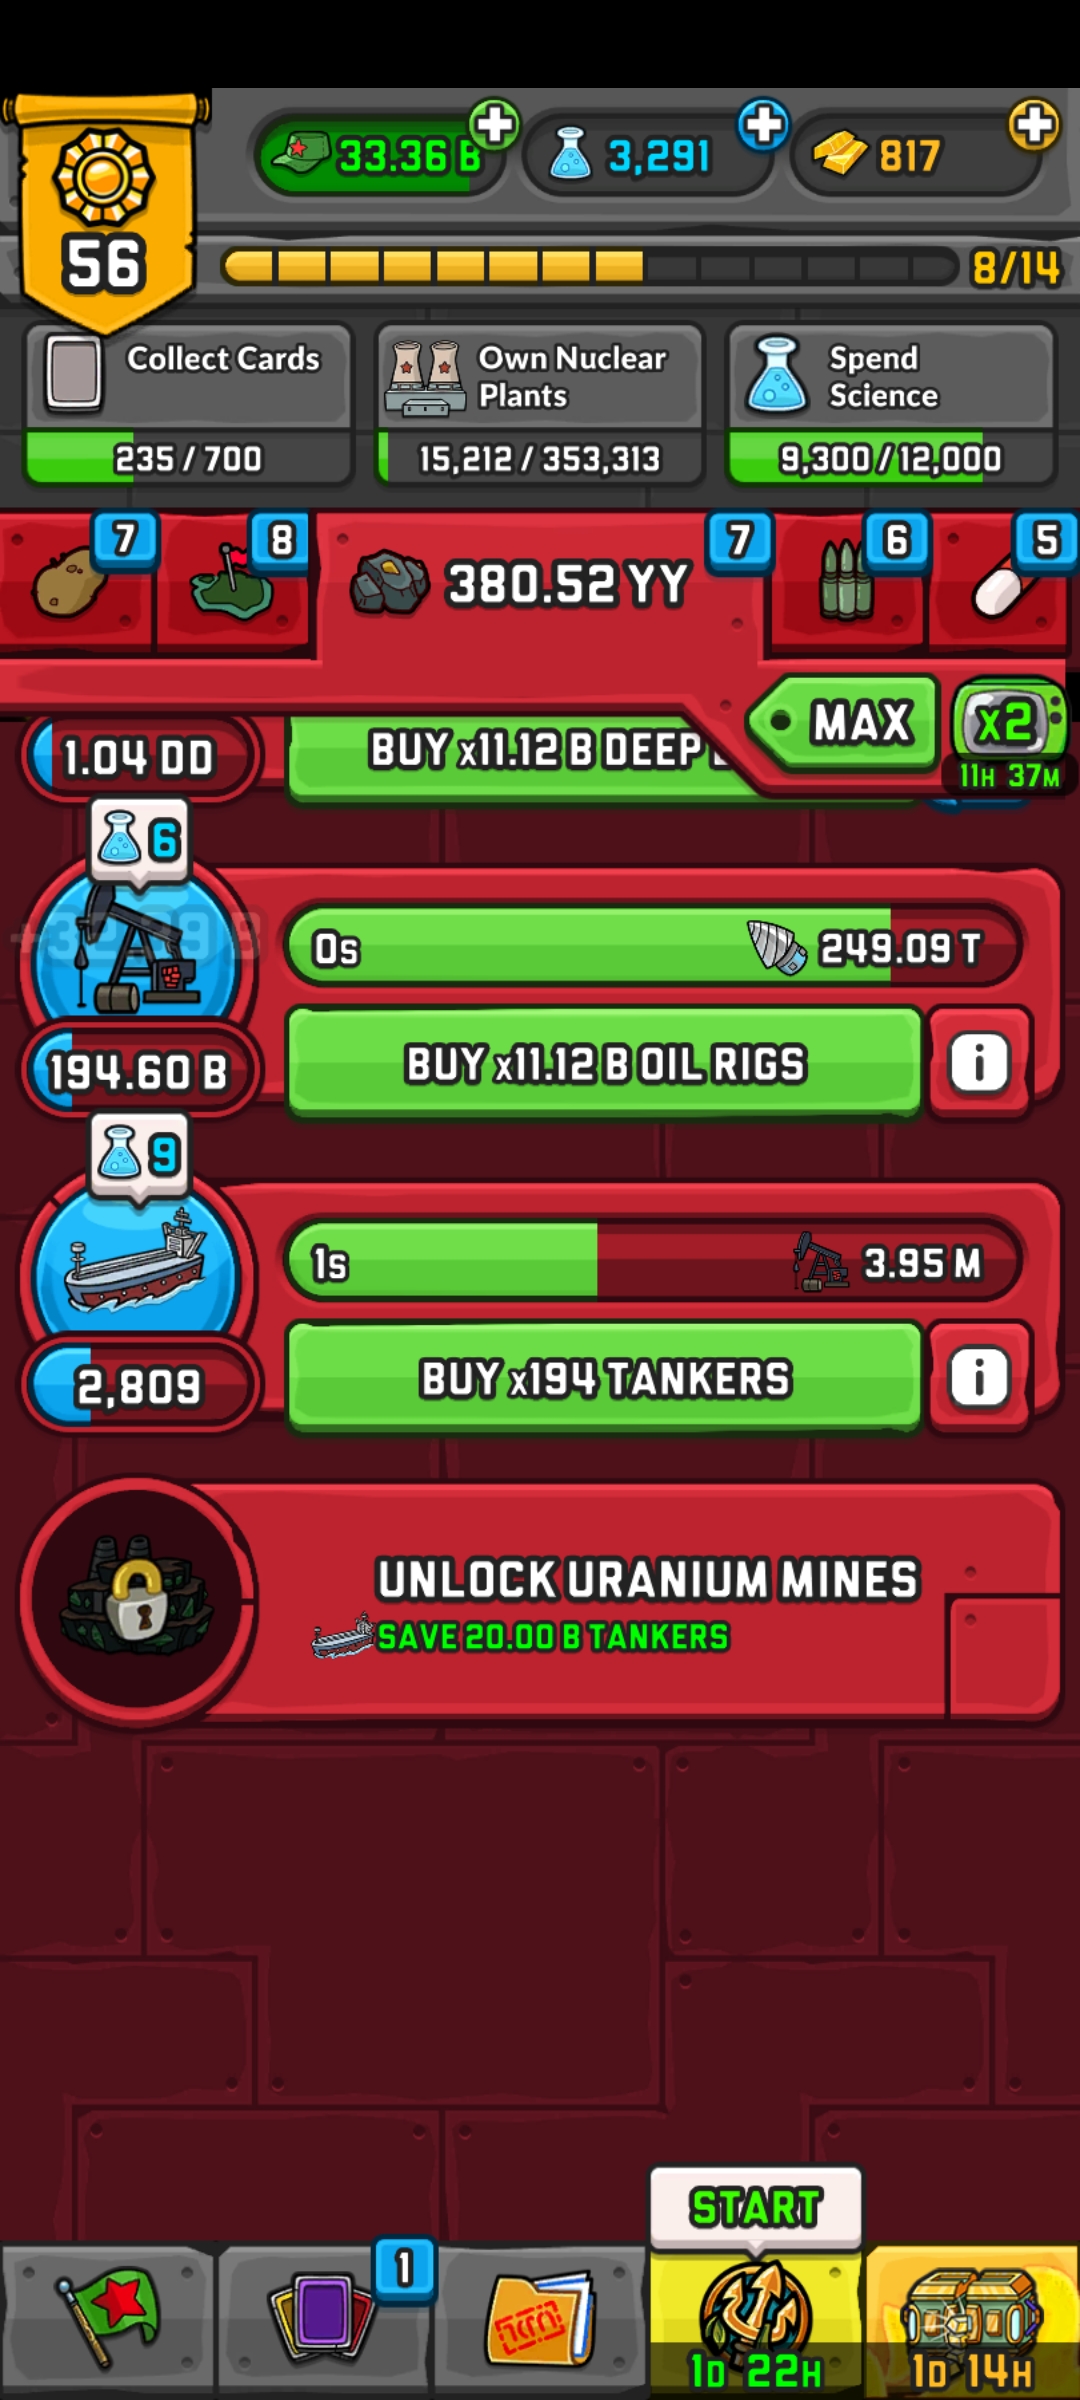 56
33.36 B
3,291
817
8/14
Collect Cards
235 / 700
Own Nuclear
Plants
15,212 / 353,313
Spend
Science
9,300 / 12,000
7
8
380.52 YY
7
6
5
MAX
x2
11H 37M
1.04 DD
BUY x11.12 B DEEP
6
0s
249.09 T
194.60 B
BUY x11.12 B OIL RIGS
i
9
1s
3.95 M
2,809
BUY x194 TANKERS
i
UNLOCK URANIUM MINES
SAVE 20.00 B TANKERS
START
1
1D 22H
1D 14H